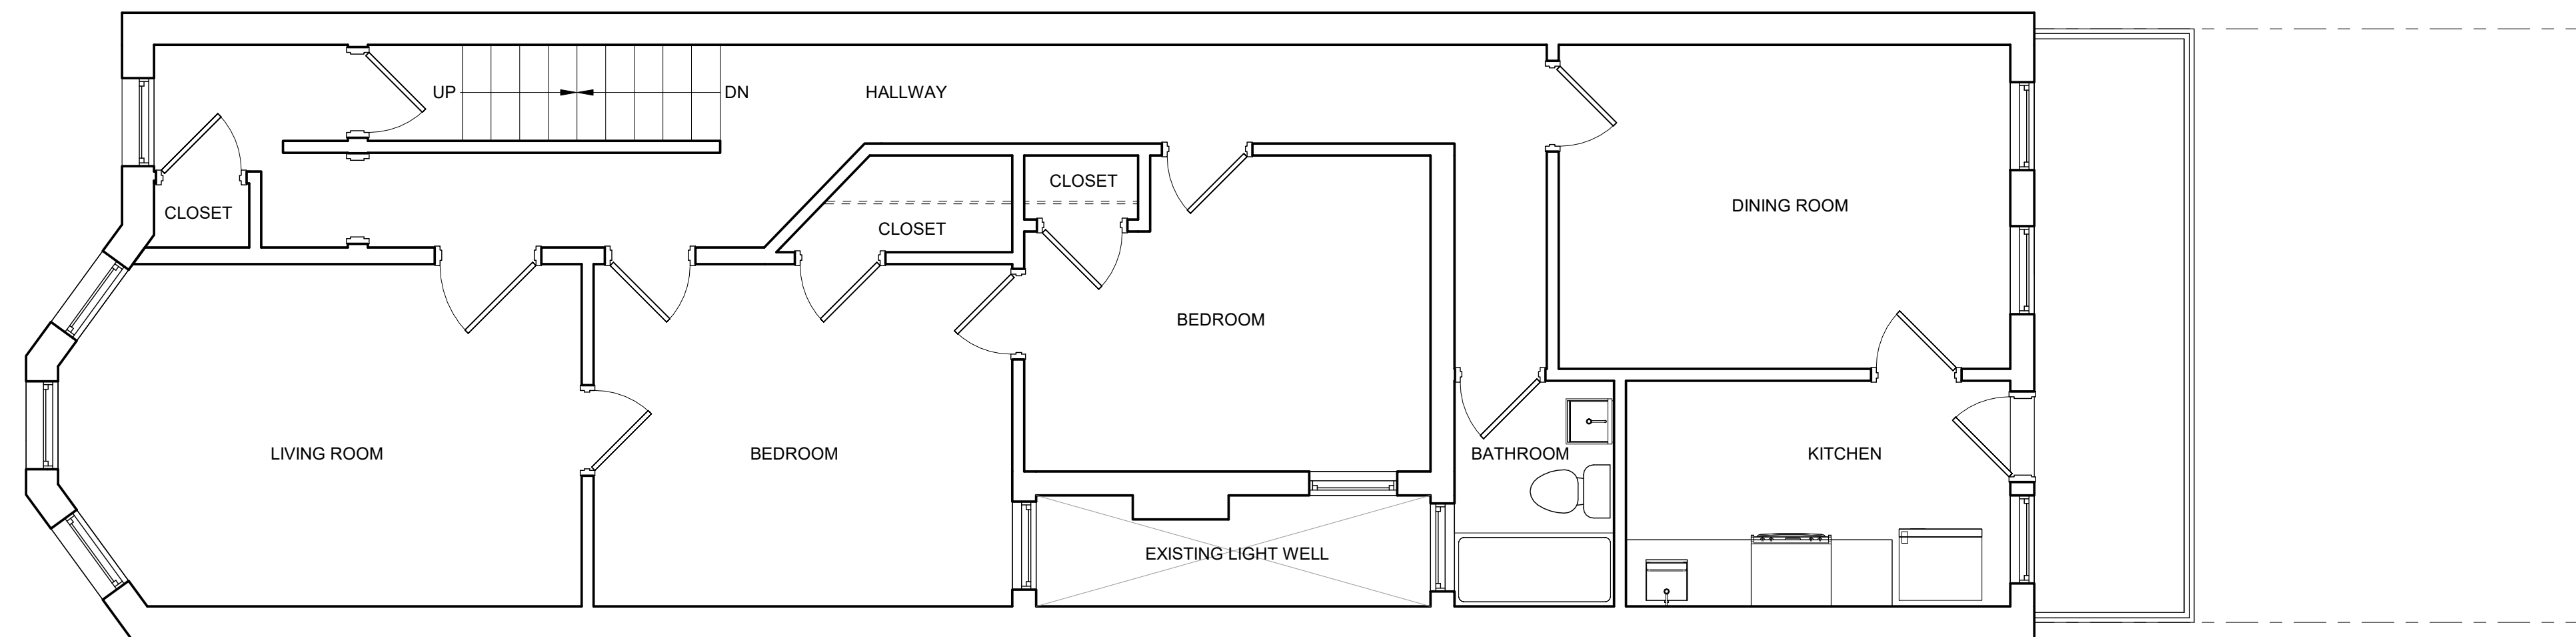 UP
DN
HALLWAY
CLOSET
CLOSET
CLOSET
DINING ROOM
BEDROOM
LIVING ROOM
BEDROOM
BATHROOM
KITCHEN
EXISTING LIGHT WELL